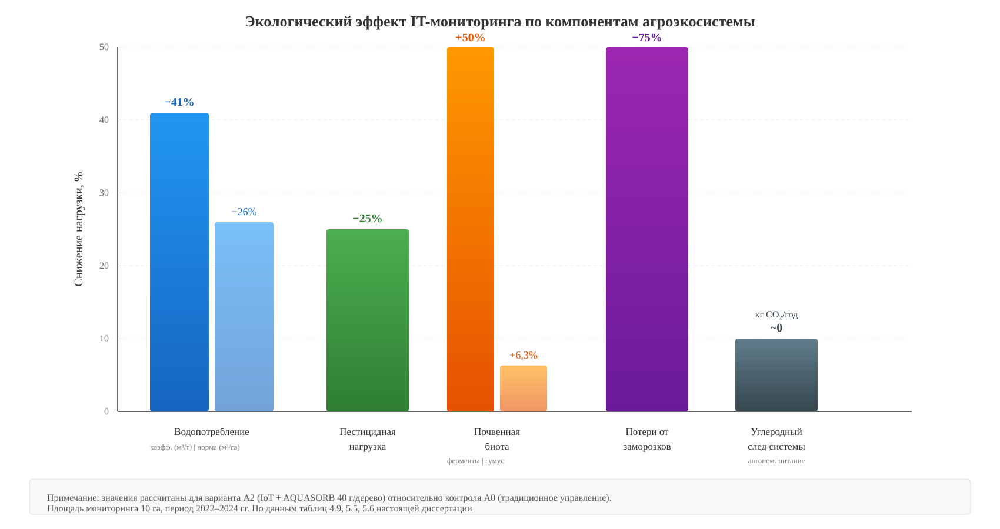 Экологический эффект IT-мониторинга по компонентам агроэкосистемы
+50%
−75%
50
−41%
40
Снижение нагрузки, %
30
−26%
−25%
20
кг CO₂/год
~0
10
+6,3%
0
Водопотребление
коэфф. (м³/т) | норма (м³/га)
Пестицидная
нагрузка
Почвенная
биота
ферменты | гумус
Потери от
заморозков
Углеродный
след системы
автоном. питание
Примечание: значения рассчитаны для варианта А2 (IoT + AQUASORB 40 г/дерево) относительно контроля А0 (традиционное управление).
Площадь мониторинга 10 га, период 2022–2024 гг. По данным таблиц 4.9, 5.5, 5.6 настоящей диссертации